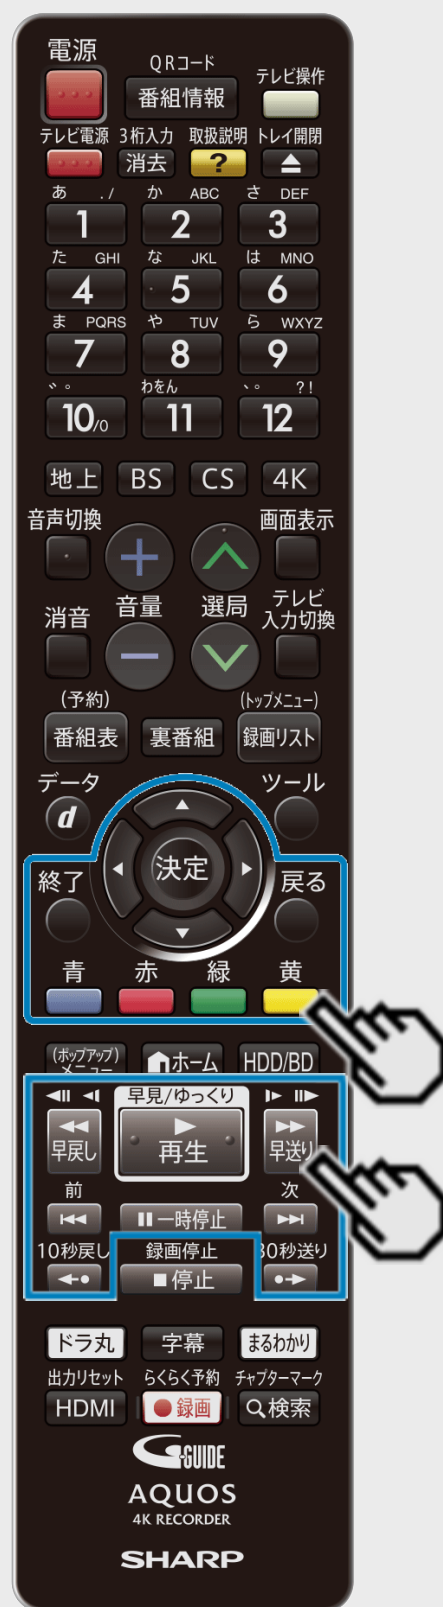 電源
QRコード
テレビ操作
番組情報
テレビ電源 3桁入力 取扱説明 トレイ開閉
消去 ?
あ ./ か ABC さ DEF
1 2 3
た GHI な JKL は MNO
4 5 6
ま PQRS や TUV ら WXYZ
7 8 9
゛゜ わをん 、。 ?!
10/0 11 12
地上 BS CS 4K
音声切換 画面表示
+
消音 音量 選局 テレビ入力切換
−
(予約) (トップメニュー)
番組表 裏番組 録画リスト
データ ツール
d
決定
終了 戻る
青 赤 緑 黄
(ポップアップ)
メニュー ホーム HDD/BD
早見/ゆっくり
早戻し 再生 早送り
前 次
一時停止
10秒戻し 録画停止 30秒送り
停止
ドラ丸 字幕 まるわかり
出力リセット らくらく予約 チャプターマーク
HDMI 録画 検索
G-GUIDE
AQUOS
4K RECORDER
SHARP